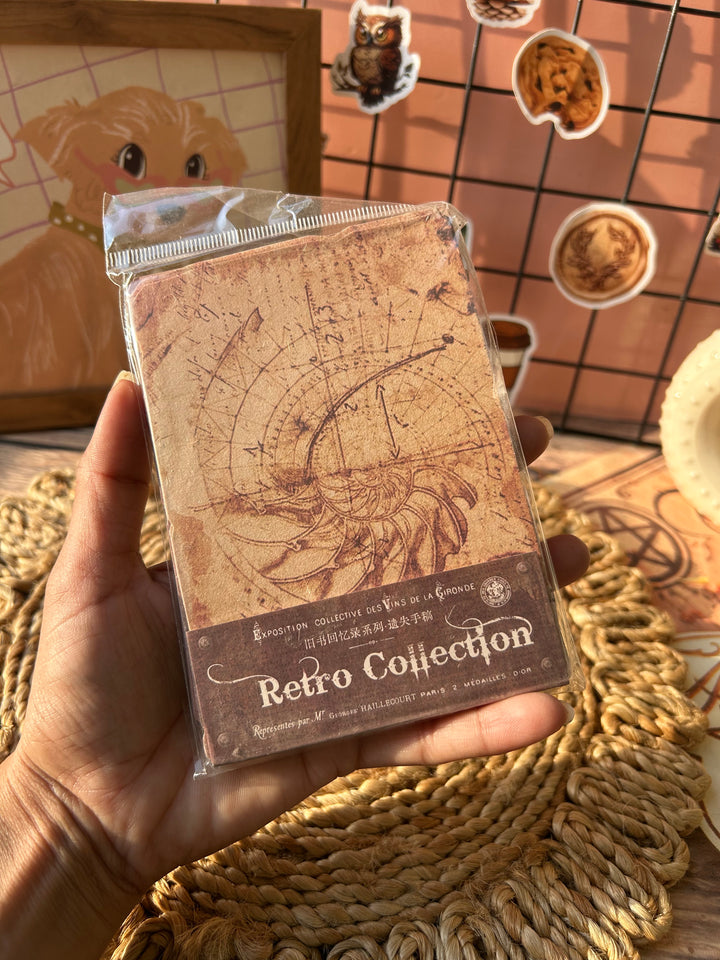 EXPOSITION COLLECTIVE DES VINS DE LA GIRONDE
旧书回忆录系列·遗失手稿
Retro Collection
Representes par Mr GEORGES HAILLECOURT PARIS 2 MÉDAILLES D'OR